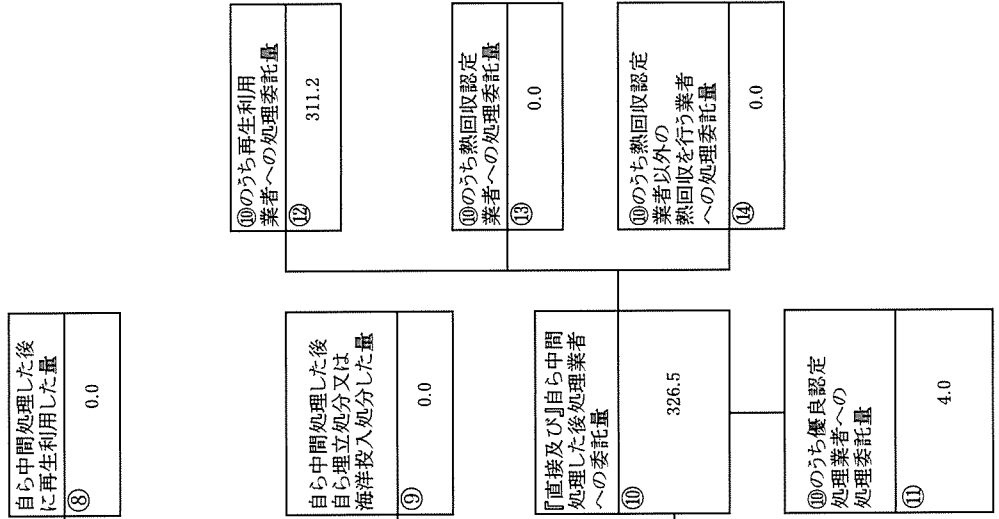 自ら中間処理した後
に再生利用した量
⑧
0.0
自ら中間処理した後
自ら埋立処分又は
海洋投入処分した量
⑨
0.0
『直接及び』自ら中間
処理した後処理業者
への委託量
⑩
326.5
⑩のうち優良認定
処理業者への
処理委託量
⑪
4.0
⑩のうち再生利用
業者への処理委託量
⑫
311.2
⑩のうち熱回収認定
業者への処理委託量
⑬
0.0
⑩のうち熱回収認定
業者以外の
熱回収を行う業者
への処理委託量
⑭
0.0